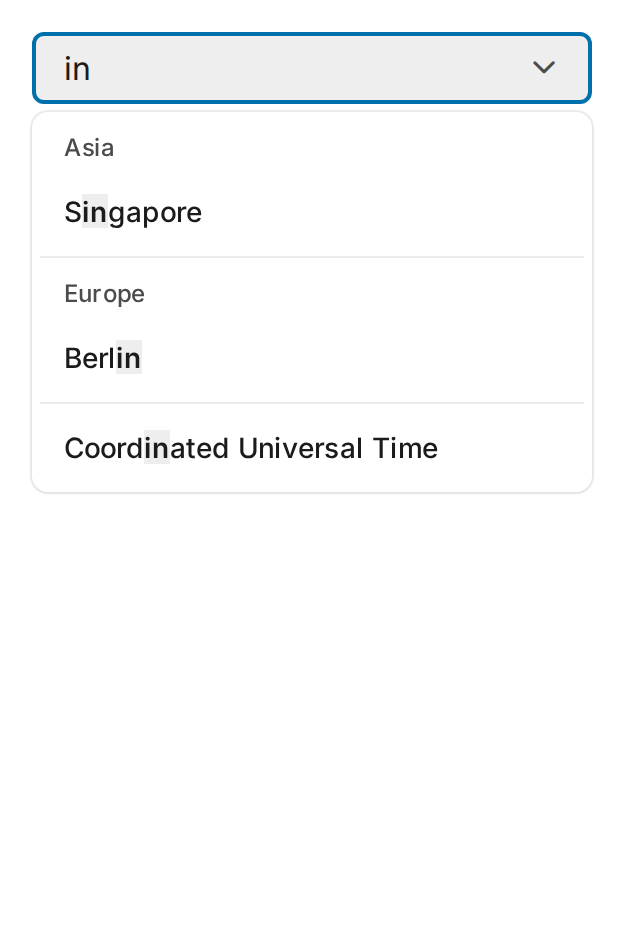 in
Asia
Singapore
Europe
Berlin
Coordinated Universal Time